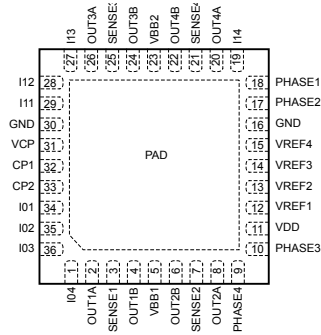 I13
OUT3A
SENSE3
OUT3B
VBB2
OUT4B
SENSE4
OUT4A
I14
27 26 25 24 23 22 21 20 19
I12 28
I11 29
GND 30
VCP 31
CP1 32
CP2 33
I01 34
I02 35
I03 36
PAD
18 PHASE1
17 PHASE2
16 GND
15 VREF4
14 VREF3
13 VREF2
12 VREF1
11 VDD
10 PHASE3
1 2 3 4 5 6 7 8 9
I04
OUT1A
SENSE1
OUT1B
VBB1
OUT2B
SENSE2
OUT2A
PHASE4